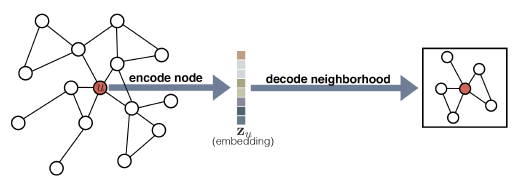 u
encode node
decode neighborhood
z_u
(embedding)